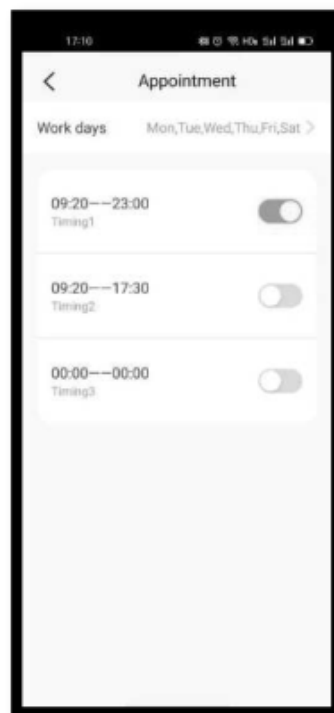 17:10
Appointment
Work days Mon,Tue,Wed,Thu,Fri,Sat >
09:20——23:00
Timing1
09:20——17:30
Timing2
00:00——00:00
Timing3